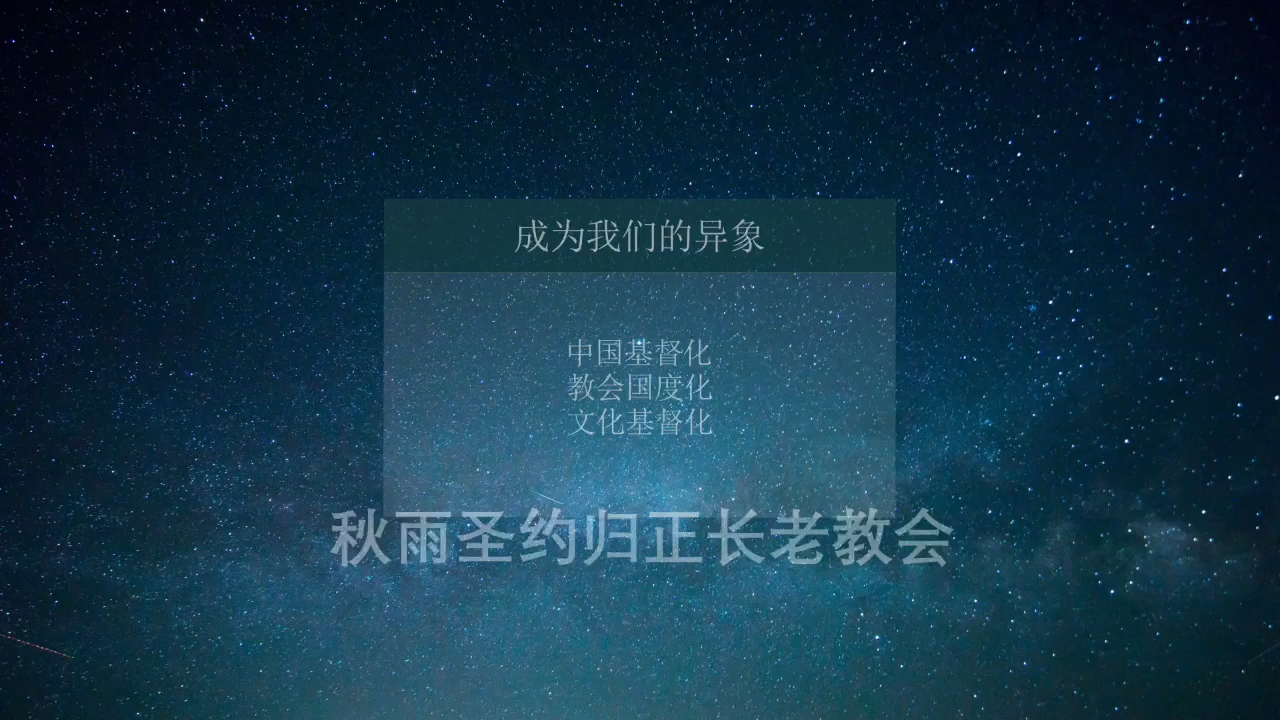 成为我们的异象
中国基督化
教会国度化
文化基督化
秋雨圣约归正长老教会